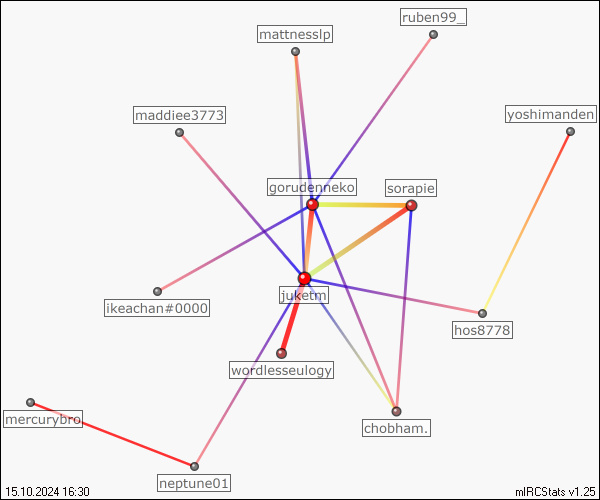 ruben99_
mattnesslp
maddiee3773
yoshimanden
gorudenneko
sorapie
juketm
ikeachan#0000
hos8778
wordlesseulogy
mercurybro
chobham.
neptune01
15.10.2024 16:30
mIRCStats v1.25